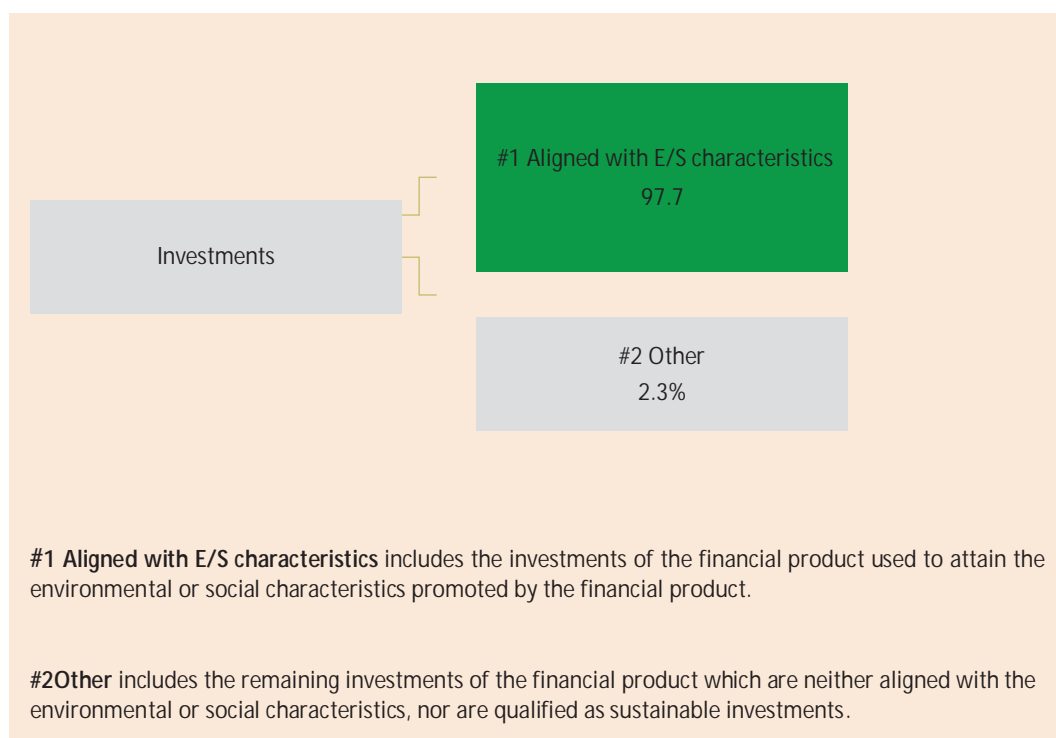 #1 Aligned with E/S characteristics
97.7
Investments
#2 Other
2.3%
#1 Aligned with E/S characteristics includes the investments of the financial product used to attain the
environmental or social characteristics promoted by the financial product.
#2Other includes the remaining investments of the financial product which are neither aligned with the
environmental or social characteristics, nor are qualified as sustainable investments.